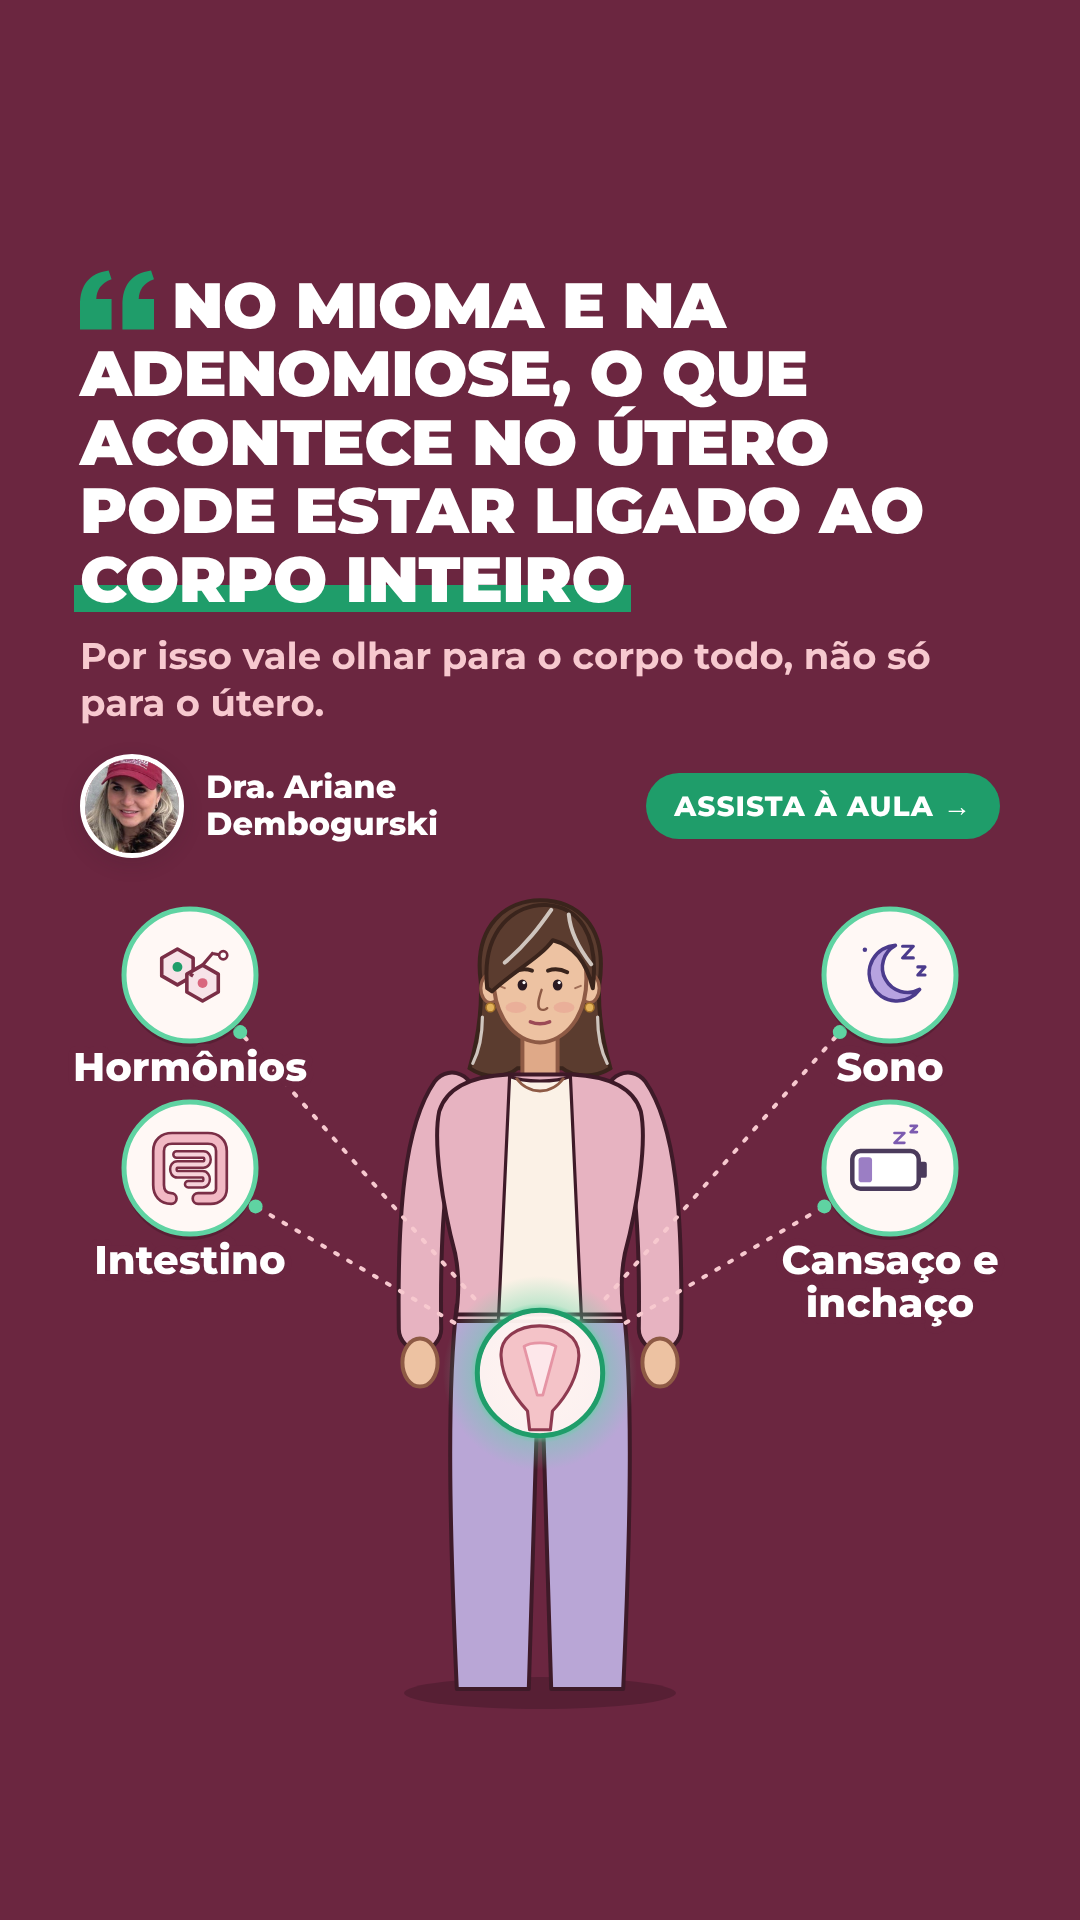 “ NO MIOMA E NA
ADENOMIOSE, O QUE
ACONTECE NO ÚTERO
PODE ESTAR LIGADO AO
CORPO INTEIRO
Por isso vale olhar para o corpo todo, não só
para o útero.
Dra. Ariane
Dembogurski
ASSISTA À AULA →
Hormônios
Z
z
Sono
Intestino
z
z
Cansaço e
inchaço